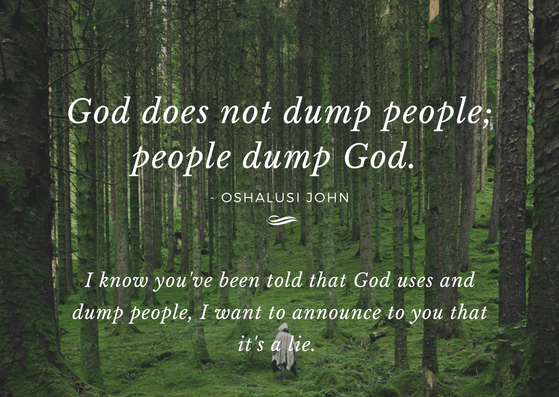 God does not dump people;
people dump God.
- OSHALUSI JOHN
I know you've been told that God uses and
dump people, I want to announce to you that
it's a lie.